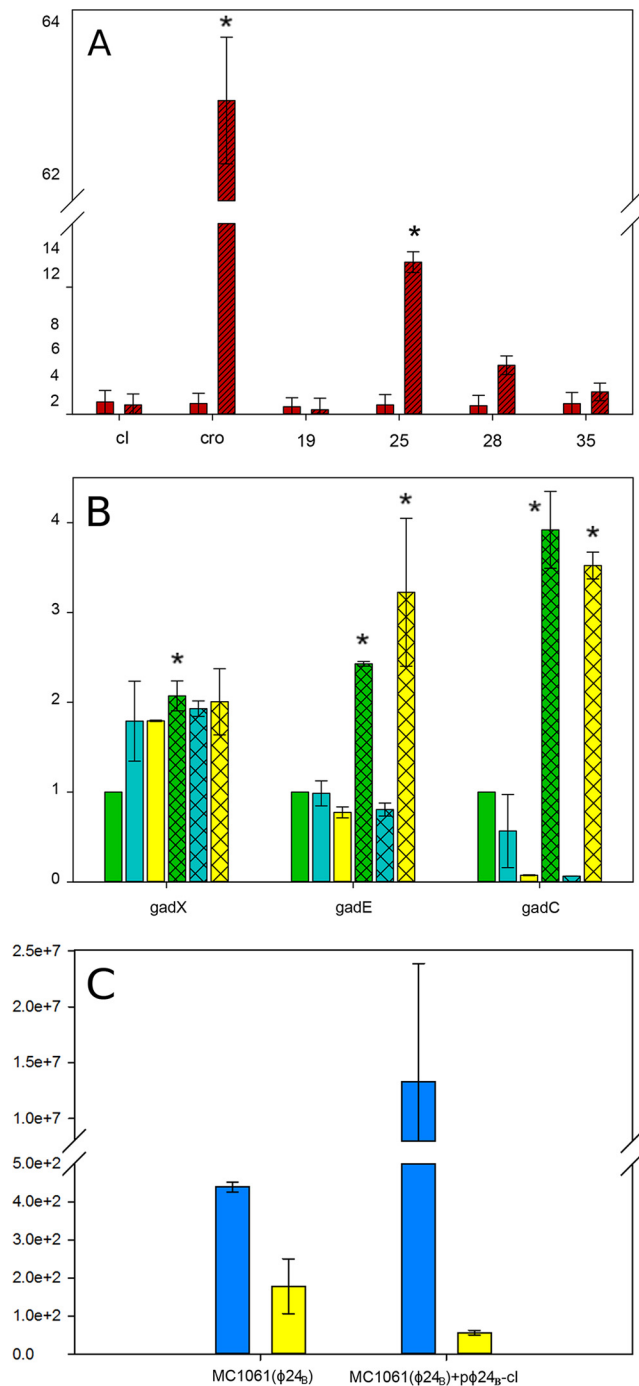 64
A
*
62
14
*
12
8
6
4
2
cI
cro
19
25
28
35
B
4
*
*
*
3
*
2
1
0
gadX
gadE
gadC
2.5e+7
C
2.0e+7
1.5e+7
1.0e+7
5.0e+2
4.0e+2
3.0e+2
2.0e+2
1.0e+2
0.0
MC1061(ϕ24B)
MC1061(ϕ24B)+pϕ24B-cI